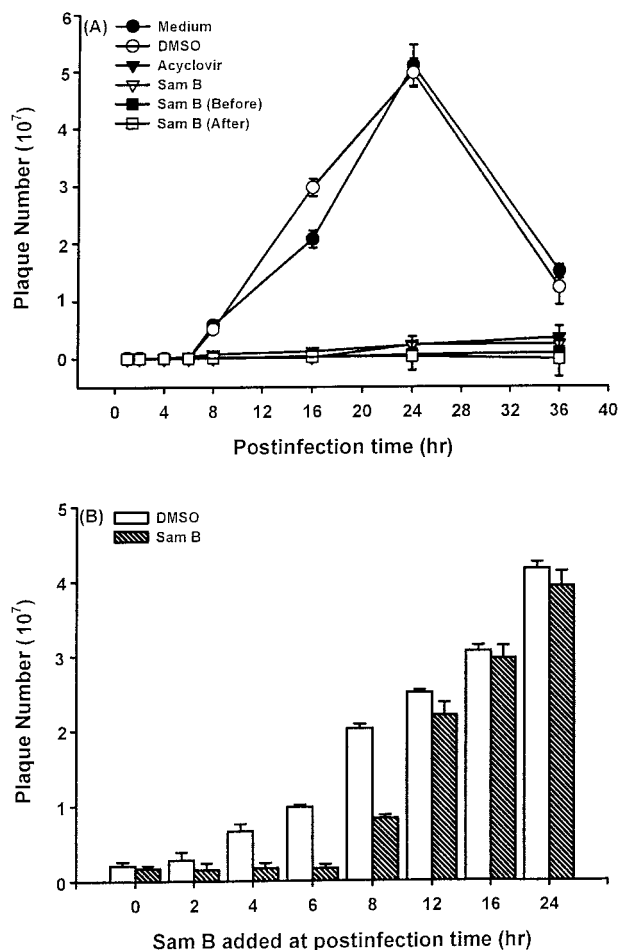 (A)
Medium
DMSO
Acyclovir
Sam B
Sam B (Before)
Sam B (After)
Plaque Number (10⁷)
6
5
4
3
2
1
0
0 4 8 12 16 20 24 28 32 36 40
Postinfection time (hr)
(B)
DMSO
Sam B
Plaque Number (10⁷)
5
4
3
2
1
0
0 2 4 6 8 12 16 24
Sam B added at postinfection time (hr)